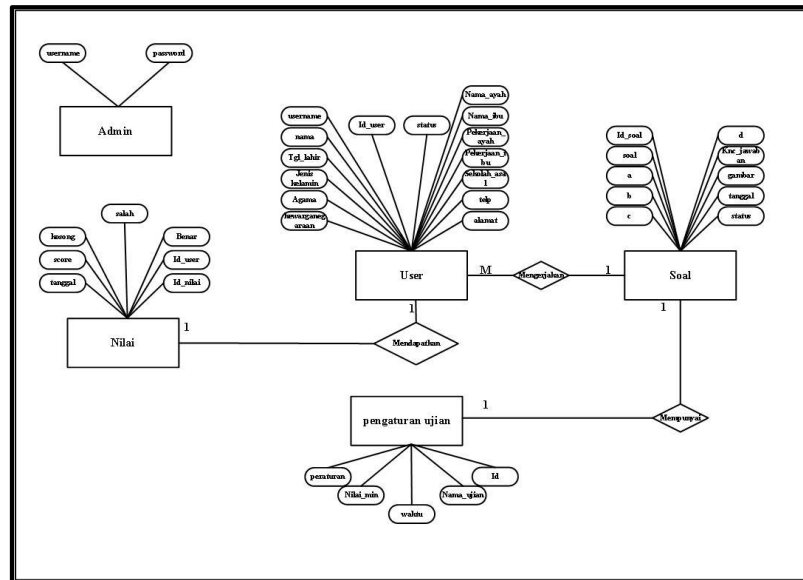 username
password
Admin
username
nama
Tgl_lahir
Jenis
kelamin
Agama
kewarganeg
araan
Id_user
status
Nama_ayah
Nama_ibu
Pekerjaan_
ayah
Pekerjaan_i
bu
Sekolah_asa
l
telp
alamat
User
Id_soal
soal
a
b
c
d
Knc_jawab
an
gambar
tanggal
status
Soal
M
Mengerjakan
1
salah
kosong
score
tanggal
Benar
Id_user
Id_nilai
Nilai
1
Mendapatkan
1
1
Mempunyai
1
pengaturan ujian
peraturan
Nilai_min
waktu
Nama_ujian
Id